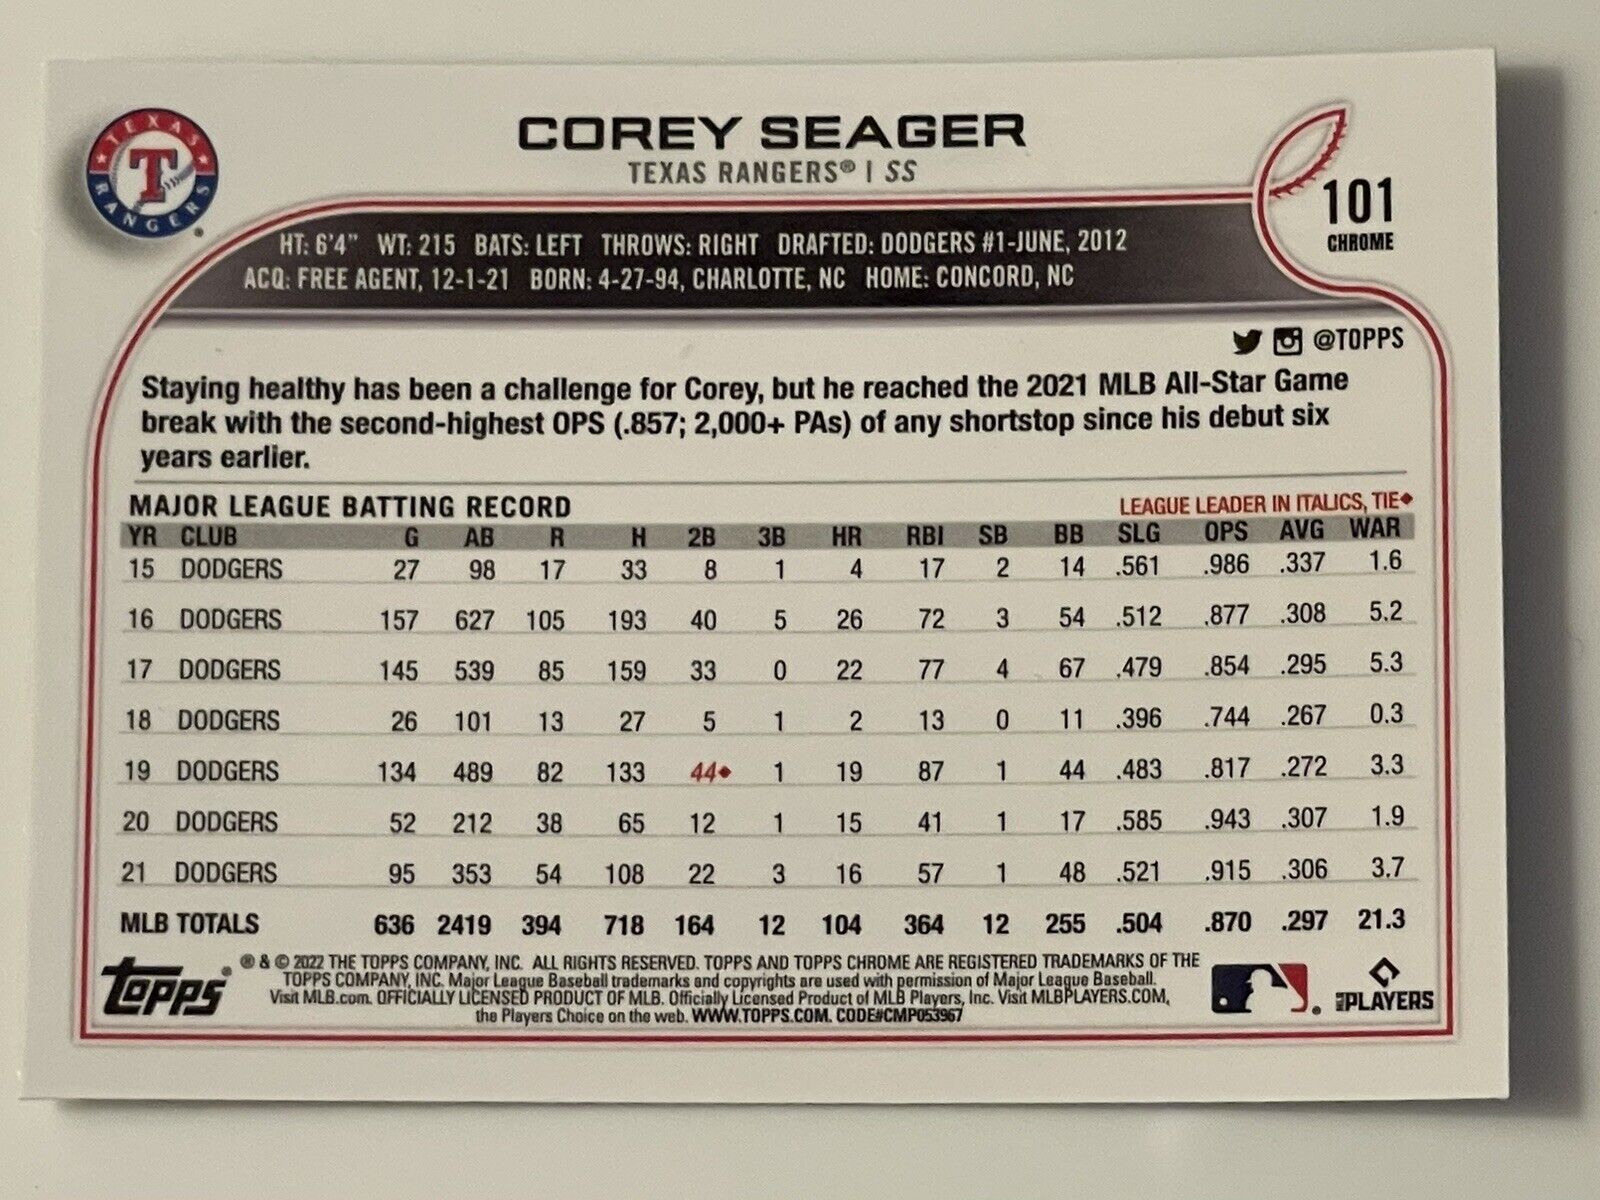 TEXAS RANGERS
T
COREY SEAGER
TEXAS RANGERS® | SS
101
CHROME
HT: 6'4" WT: 215 BATS: LEFT THROWS: RIGHT DRAFTED: DODGERS #1-JUNE, 2012
ACQ: FREE AGENT, 12-1-21 BORN: 4-27-94, CHARLOTTE, NC HOME: CONCORD, NC
@TOPPS
Staying healthy has been a challenge for Corey, but he reached the 2021 MLB All-Star Game
break with the second-highest OPS (.857; 2,000+ PAs) of any shortstop since his debut six
years earlier.
MAJOR LEAGUE BATTING RECORD LEAGUE LEADER IN ITALICS, TIE◆
YR CLUB G AB R H 2B 3B HR RBI SB BB SLG OPS AVG WAR
15 DODGERS 27 98 17 33 8 1 4 17 2 14 .561 .986 .337 1.6
16 DODGERS 157 627 105 193 40 5 26 72 3 54 .512 .877 .308 5.2
17 DODGERS 145 539 85 159 33 0 22 77 4 67 .479 .854 .295 5.3
18 DODGERS 26 101 13 27 5 1 2 13 0 11 .396 .744 .267 0.3
19 DODGERS 134 489 82 133 44◆ 1 19 87 1 44 .483 .817 .272 3.3
20 DODGERS 52 212 38 65 12 1 15 41 1 17 .585 .943 .307 1.9
21 DODGERS 95 353 54 108 22 3 16 57 1 48 .521 .915 .306 3.7
MLB TOTALS 636 2419 394 718 164 12 104 364 12 255 .504 .870 .297 21.3
Topps®
® & © 2022 THE TOPPS COMPANY, INC. ALL RIGHTS RESERVED. TOPPS AND TOPPS CHROME ARE REGISTERED TRADEMARKS OF THE
TOPPS COMPANY, INC. Major League Baseball trademarks and copyrights are used with permission of Major League Baseball.
Visit MLB.com. OFFICIALLY LICENSED PRODUCT OF MLB. Officially Licensed Product of MLB Players, Inc. Visit MLBPLAYERS.COM,
the Players Choice on the web. WWW.TOPPS.COM. CODE#CMP053967
MLB PLAYERS